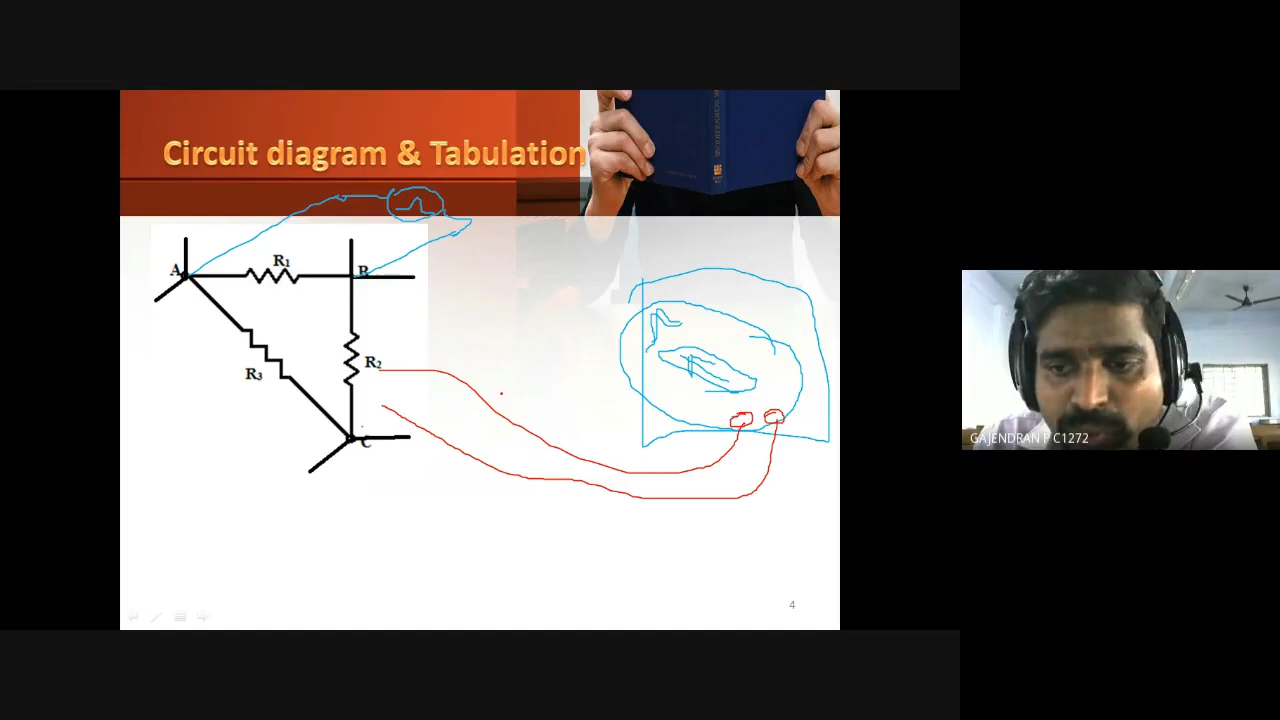 Circuit diagram & Tabulation
A
R1
B
R2
R3
C
4
GAJENDRAN P C1272